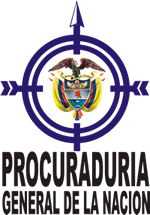 PROCURADURIA
GENERAL DE LA NACION